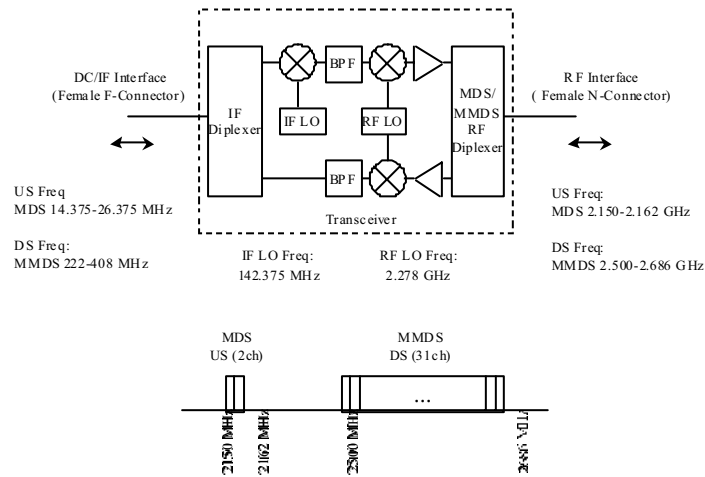 DC/IF Interface
(Female F-Connector)
IF
Diplexer
BPF
IF LO
RF LO
BPF
MDS/
MMDS
RF
Diplexer
Transceiver
RF Interface
( Female N-Connector)
US Freq
MDS 14.375-26.375 MHz
DS Freq:
MMDS 222-408 MHz
IF LO Freq:
142.375 MHz
RF LO Freq:
2.278 GHz
US Freq:
MDS 2.150-2.162 GHz
DS Freq:
MMDS 2.500-2.686 GHz
MDS
US (2ch)
MMDS
DS (31ch)
...
2150 MHz
2162 MHz
2500 MHz